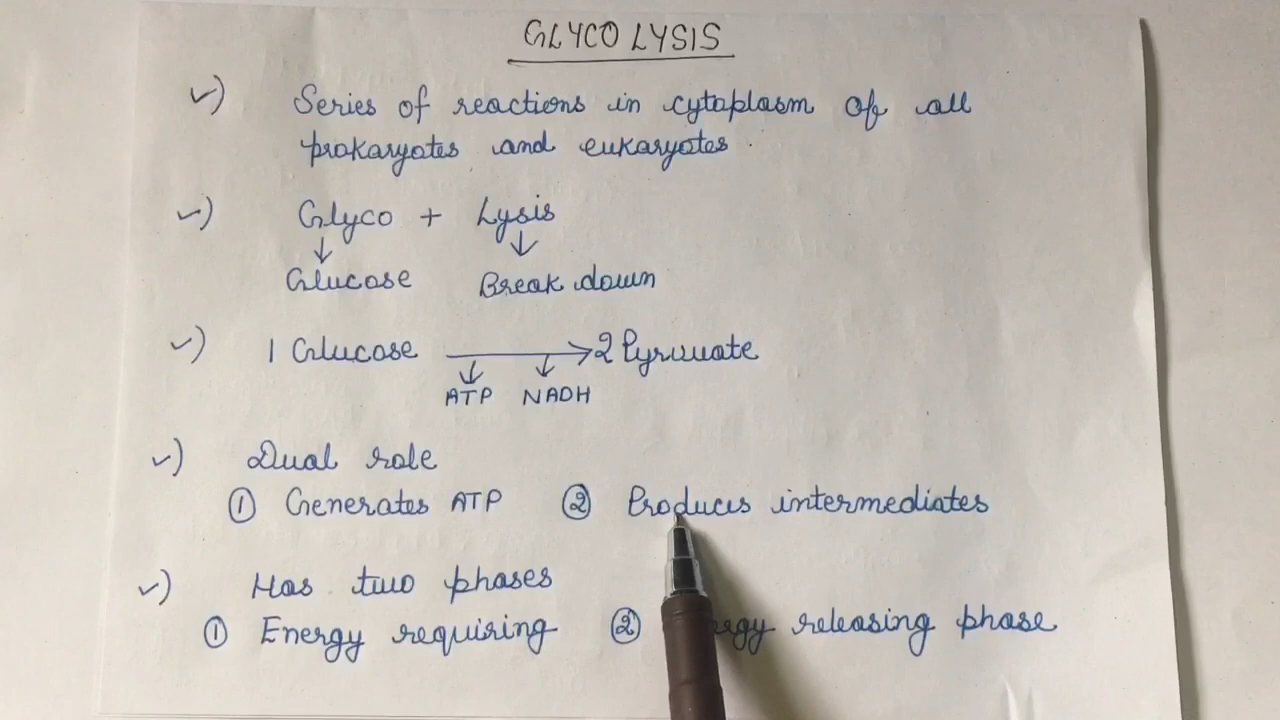 GLYCOLYSIS
Series of reactions in cytoplasm of all
prokaryotes and eukaryotes.
Glyco + Lysis
↓ ↓
Glucose Break down
1 Glucose → 2 Pyruvate
↓ ↓
ATP NADH
Dual role
① Generates ATP ② Produces intermediates
Has two phases
① Energy requiring ② releasing phase